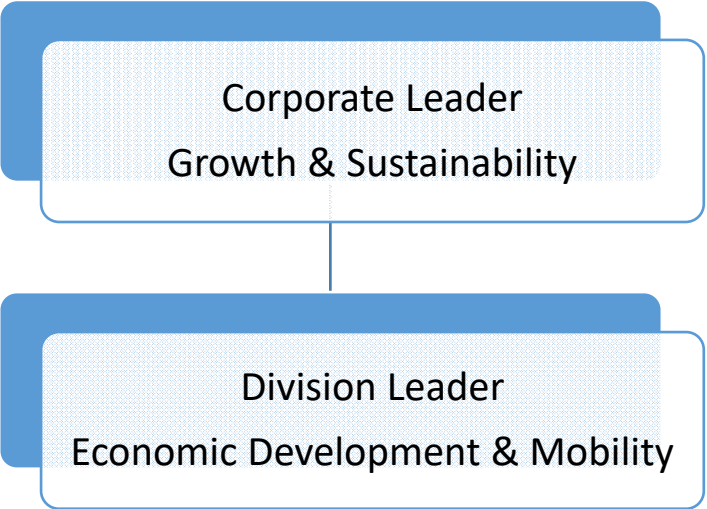 Corporate Leader
Growth & Sustainability
Division Leader
Economic Development & Mobility